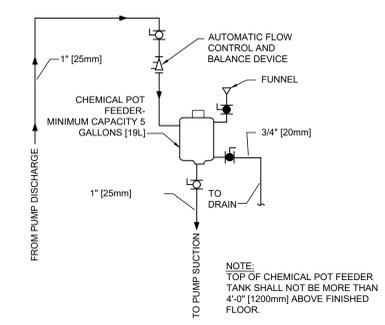 1" [25mm]
AUTOMATIC FLOW
CONTROL AND
BALANCE DEVICE
FUNNEL
CHEMICAL POT
FEEDER-
MINIMUM CAPACITY 5
GALLONS [19L]
3/4" [20mm]
FROM PUMP DISCHARGE
1" [25mm]
TO
DRAIN
TO PUMP SUCTION
NOTE:
TOP OF CHEMICAL POT FEEDER
TANK SHALL NOT BE MORE THAN
4'-0" [1200mm] ABOVE FINISHED
FLOOR.